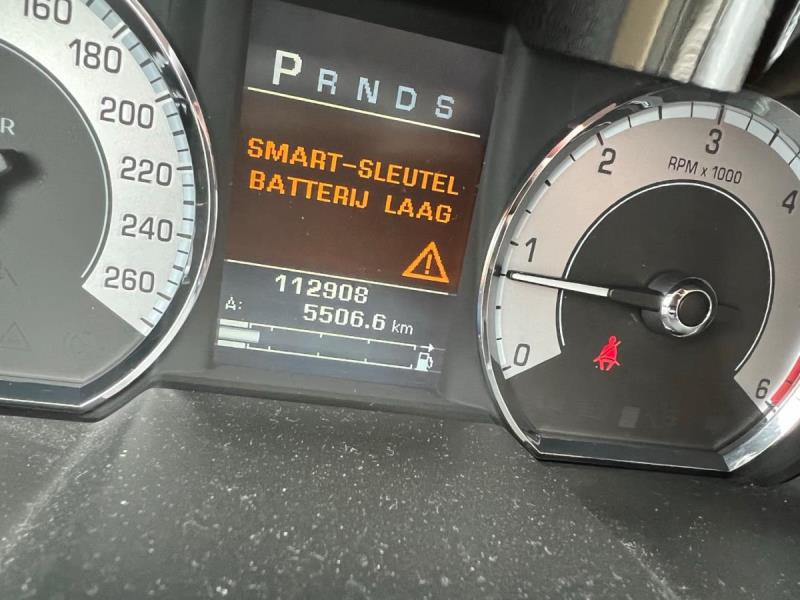 160
180
200
220
240
260
R
P R N D S
SMART-SLEUTEL
BATTERIJ LAAG
112908
A: 5506.6 km
0
1
2
3
4
6
RPM x 1000